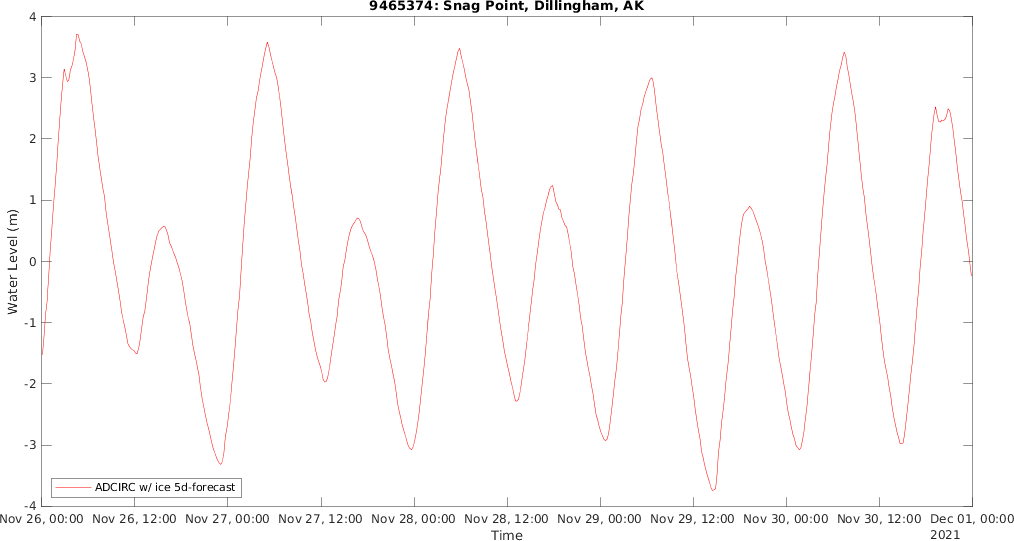 9465374: Snag Point, Dillingham, AK
Water Level (m)
4
3
2
1
0
-1
-2
-3
-4
ADCIRC w/ ice 5d-forecast
Nov 26, 00:00 Nov 26, 12:00 Nov 27, 00:00 Nov 27, 12:00 Nov 28, 00:00 Nov 28, 12:00 Nov 29, 00:00 Nov 29, 12:00 Nov 30, 00:00 Nov 30, 12:00 Dec 01, 00:00
Time
2021